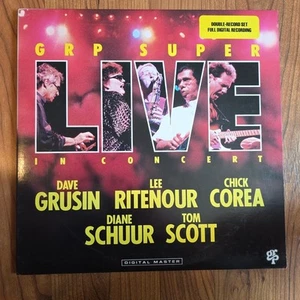 DOUBLE-RECORD SET
FULL DIGITAL RECORDING
GRP SUPER
LIVE
IN CONCERT
DAVE GRUSIN
LEE RITENOUR
CHICK COREA
DIANE SCHUUR
TOM SCOTT
DIGITAL MASTER
grp